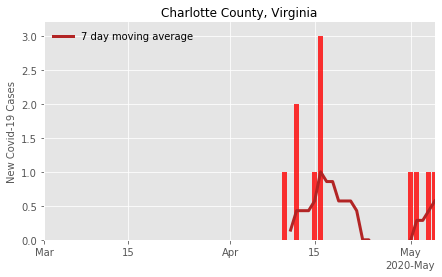 Charlotte County, Virginia
7 day moving average
New Covid-19 Cases
3.0
2.5
2.0
1.5
1.0
0.5
0.0
Mar 15 Apr 15 May
2020-May